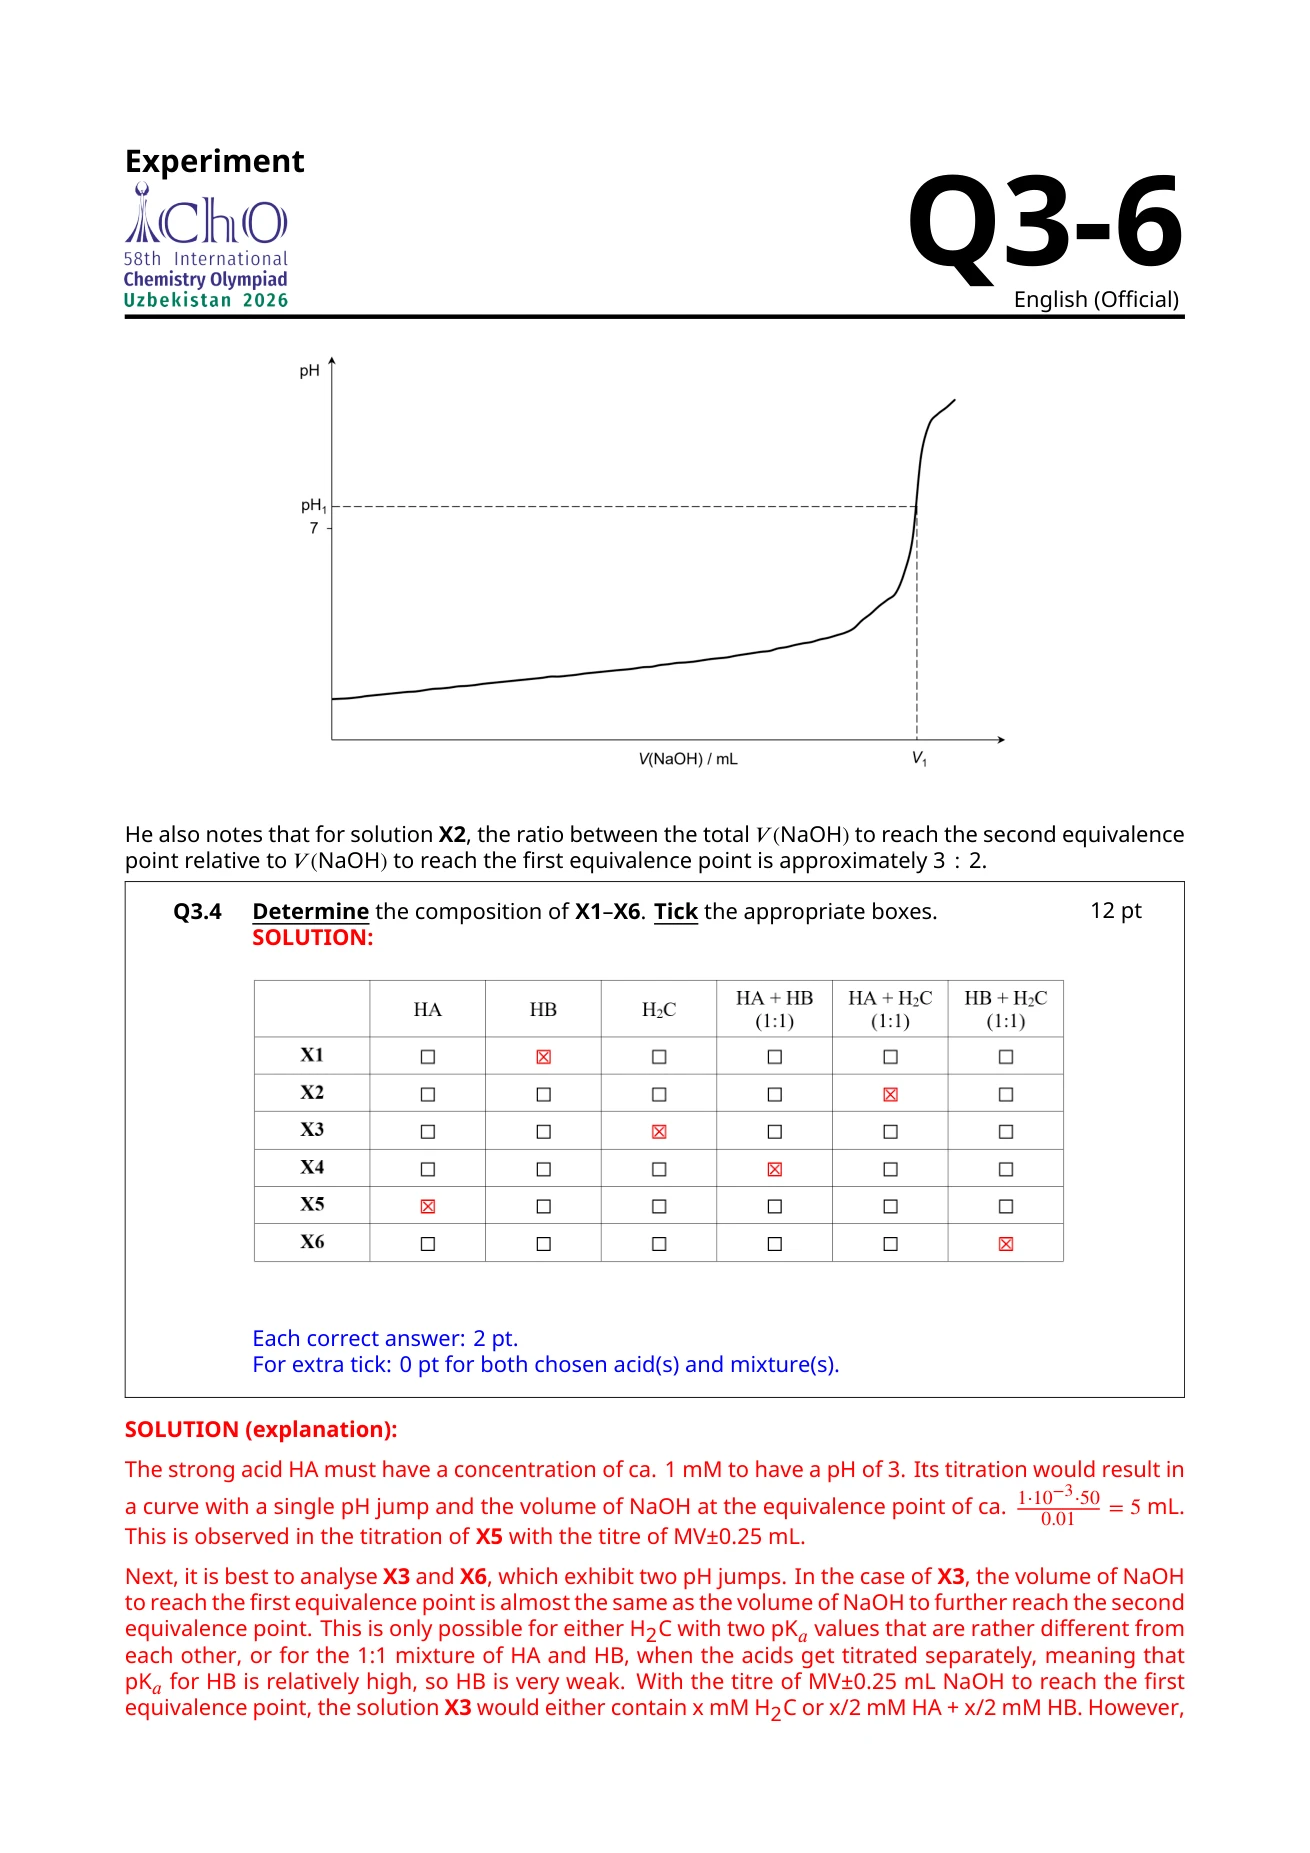 Experiment
IChO
58th International
Chemistry Olympiad
Uzbekistan 2026
Q3-6
English (Official)
pH
pH1
7
V(NaOH) / mL
V1
He also notes that for solution X2, the ratio between the total V(NaOH) to reach the second equivalence
point relative to V(NaOH) to reach the first equivalence point is approximately 3 : 2.
Q3.4 Determine the composition of X1–X6. Tick the appropriate boxes. 12 pt
SOLUTION:
HA HB H2C HA + HB (1:1) HA + H2C (1:1) HB + H2C (1:1)
X1 ☐ ☒ ☐ ☐ ☐ ☐
X2 ☐ ☐ ☐ ☐ ☒ ☐
X3 ☐ ☐ ☒ ☐ ☐ ☐
X4 ☐ ☐ ☐ ☒ ☐ ☐
X5 ☒ ☐ ☐ ☐ ☐ ☐
X6 ☐ ☐ ☐ ☐ ☐ ☒
Each correct answer: 2 pt.
For extra tick: 0 pt for both chosen acid(s) and mixture(s).
SOLUTION (explanation):
The strong acid HA must have a concentration of ca. 1 mM to have a pH of 3. Its titration would result in
a curve with a single pH jump and the volume of NaOH at the equivalence point of ca. 1·10⁻³·50/0.01 = 5 mL.
This is observed in the titration of X5 with the titre of MV±0.25 mL.
Next, it is best to analyse X3 and X6, which exhibit two pH jumps. In the case of X3, the volume of NaOH
to reach the first equivalence point is almost the same as the volume of NaOH to further reach the second
equivalence point. This is only possible for either H2C with two pKa values that are rather different from
each other, or for the 1:1 mixture of HA and HB, when the acids get titrated separately, meaning that
pKa for HB is relatively high, so HB is very weak. With the titre of MV±0.25 mL NaOH to reach the first
equivalence point, the solution X3 would either contain x mM H2C or x/2 mM HA + x/2 mM HB. However,